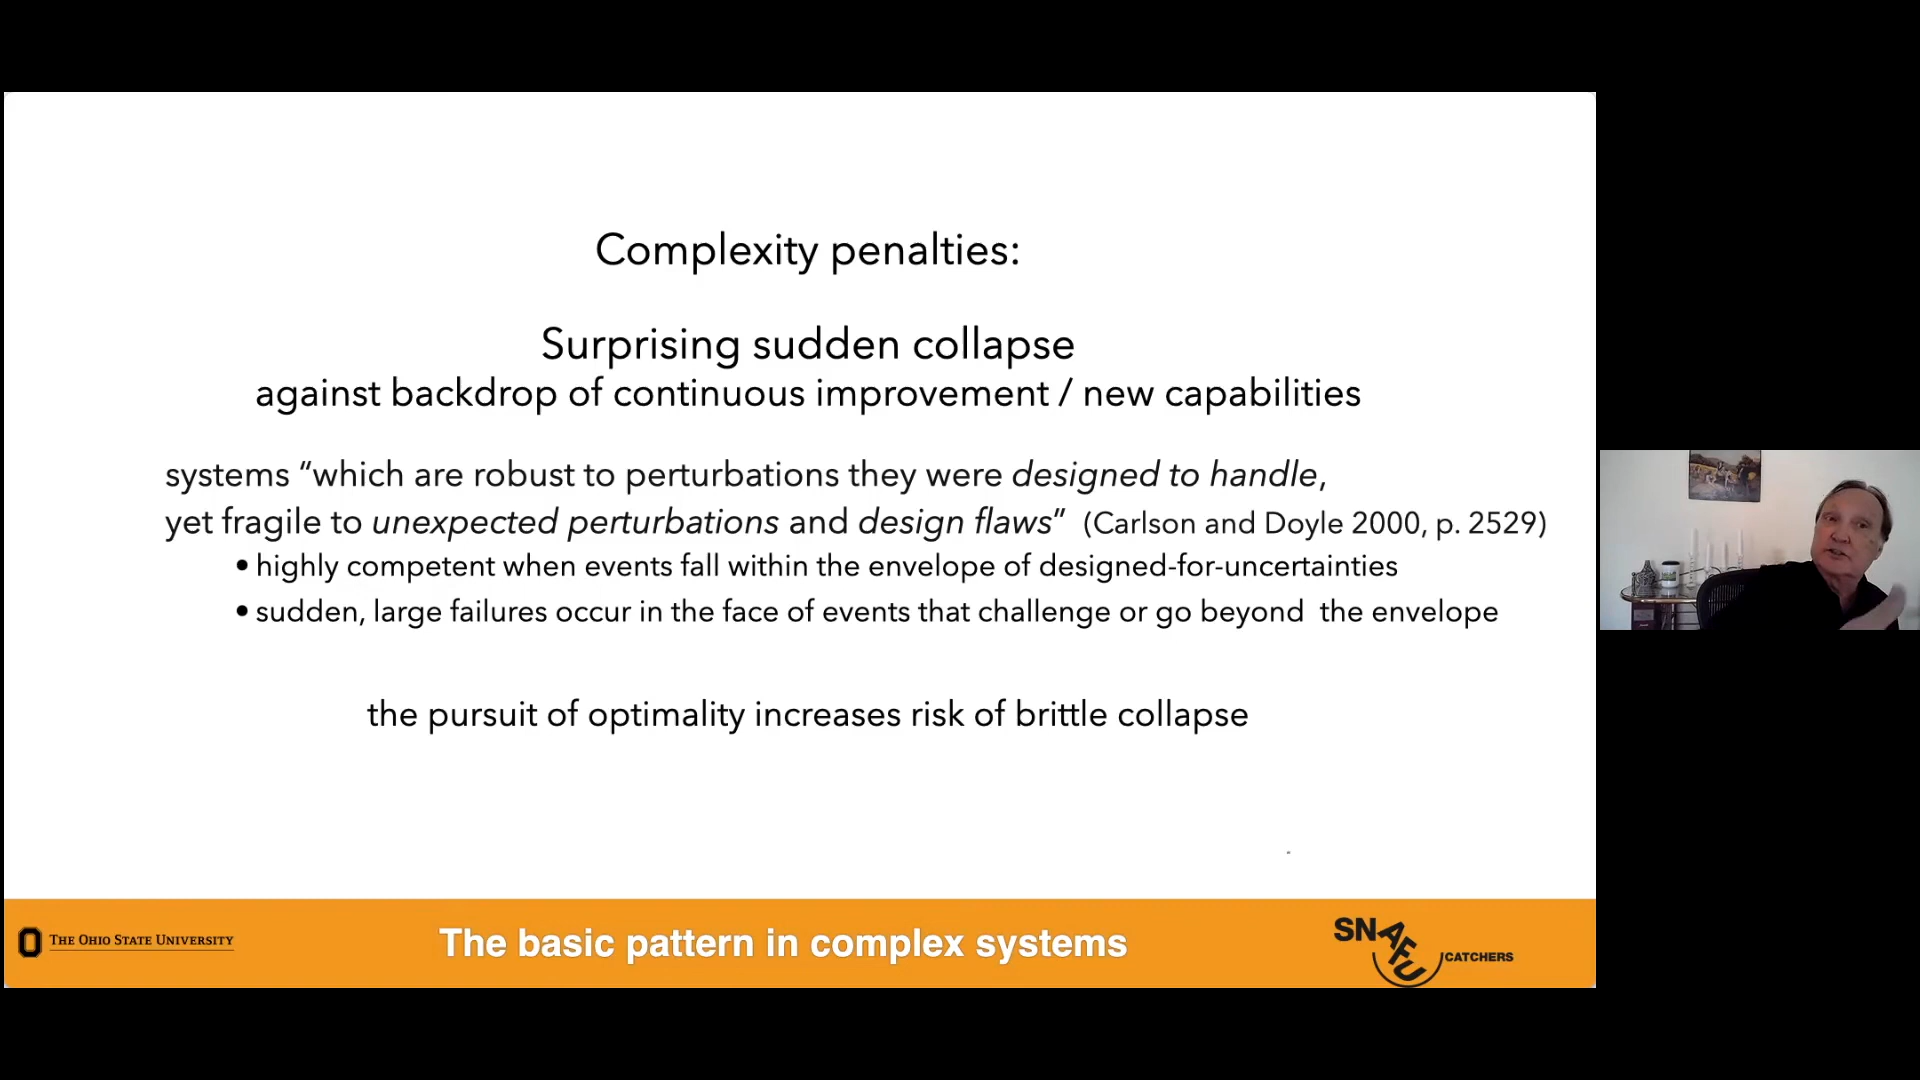 Complexity penalties:
Surprising sudden collapse
against backdrop of continuous improvement / new capabilities
systems “which are robust to perturbations they were designed to handle,
yet fragile to unexpected perturbations and design flaws” (Carlson and Doyle 2000, p. 2529)
• highly competent when events fall within the envelope of designed-for-uncertainties
• sudden, large failures occur in the face of events that challenge or go beyond the envelope
the pursuit of optimality increases risk of brittle collapse
THE OHIO STATE UNIVERSITY
The basic pattern in complex systems
SNAFU
CATCHERS